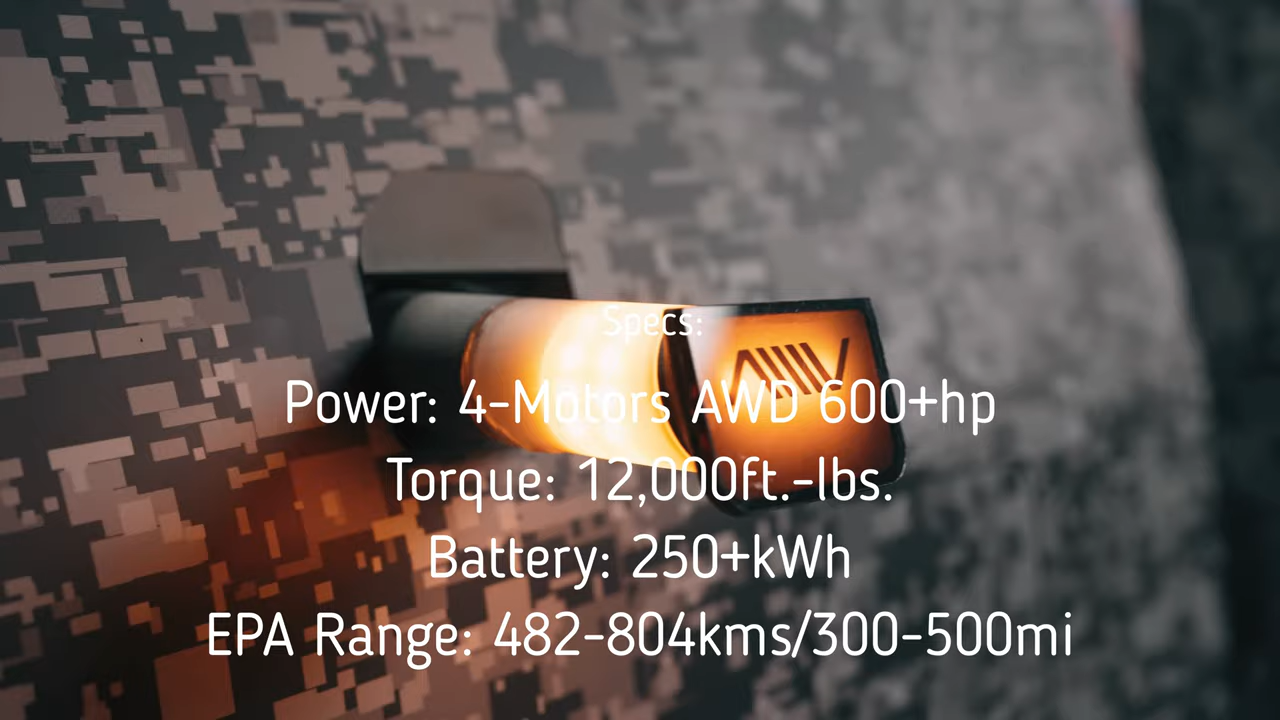 Specs:
Power: 4-Motors AWD 600+hp
Torque: 12,000ft.-lbs.
Battery: 250+kWh
EPA Range: 482-804kms/300-500mi